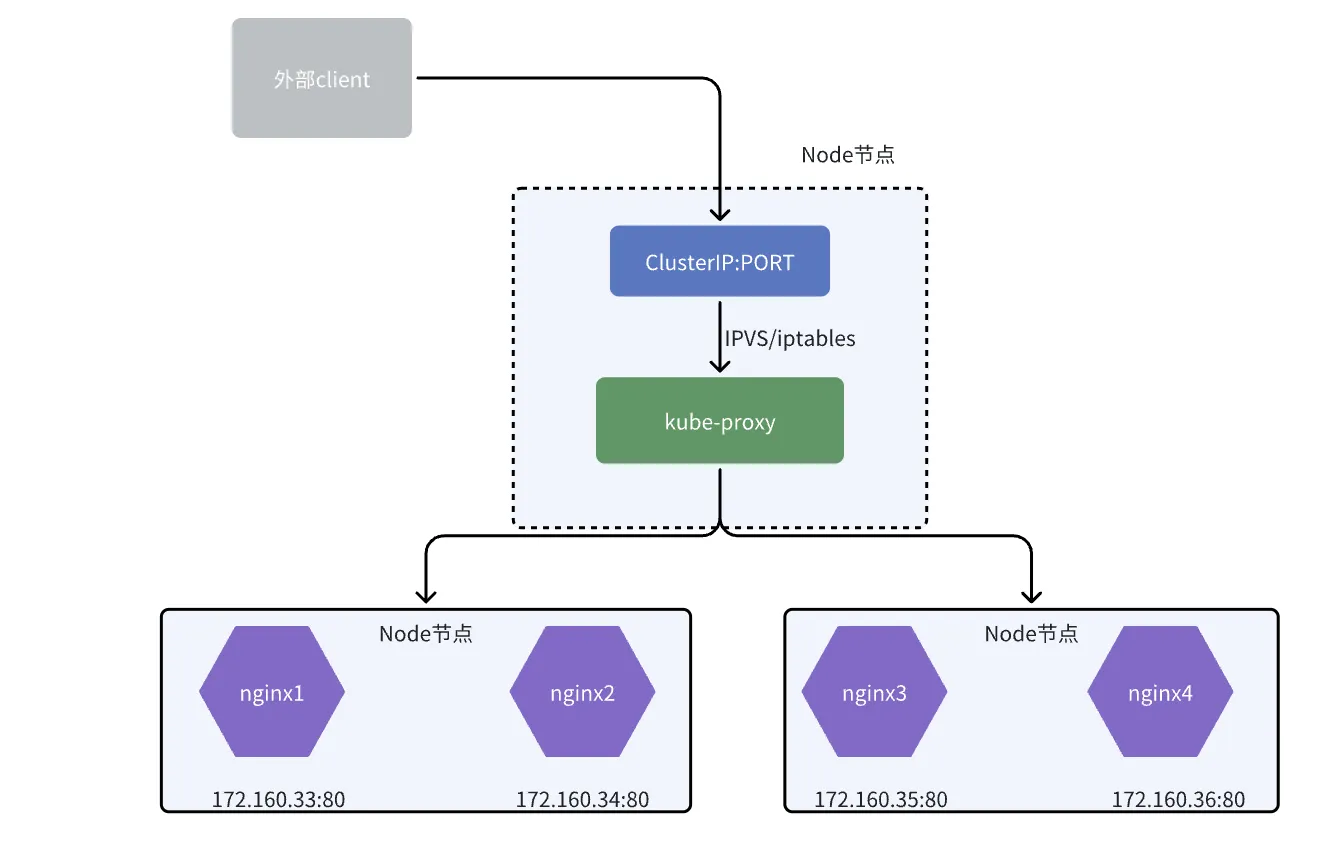 外部client
Node节点
ClusterIP:PORT
IPVS/iptables
kube-proxy
Node节点
nginx1
nginx2
172.160.33:80
172.160.34:80
Node节点
nginx3
nginx4
172.160.35:80
172.160.36:80